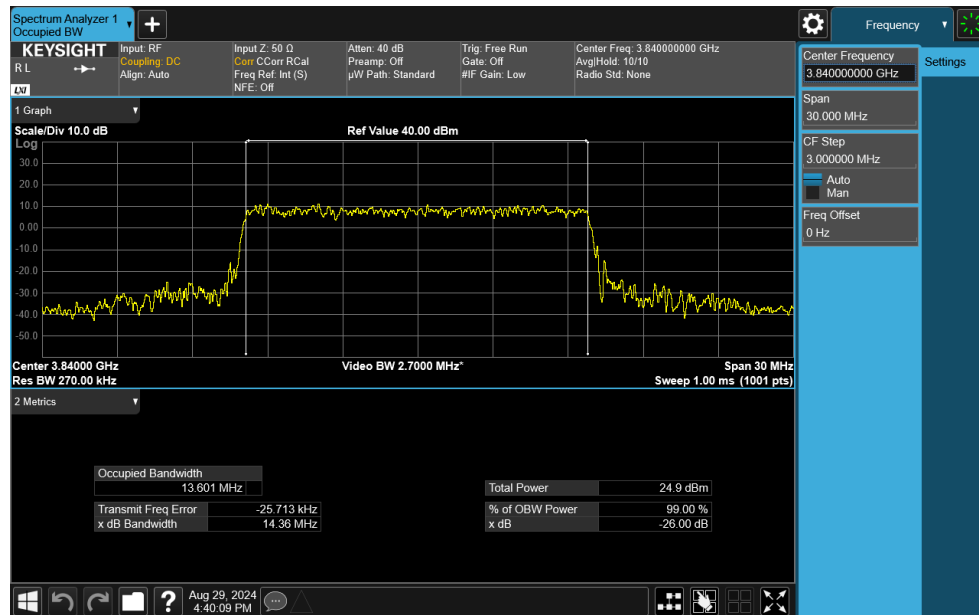 Spectrum Analyzer 1
Occupied BW
Frequency
KEYSIGHT
R L
LXI
Input: RF
Coupling: DC
Align: Auto
Input Z: 50 Ω
Corr CCorr RCal
Freq Ref: Int (S)
NFE: Off
Atten: 40 dB
Preamp: Off
µW Path: Standard
Trig: Free Run
Gate: Off
#IF Gain: Low
Center Freq: 3.840000000 GHz
Avg|Hold: 10/10
Radio Std: None
Center Frequency
3.840000000 GHz
Settings
Span
30.000 MHz
CF Step
3.000000 MHz
Auto
Man
Freq Offset
0 Hz
1 Graph
Scale/Div 10.0 dB
Ref Value 40.00 dBm
Log
30.0
20.0
10.0
0.00
-10.0
-20.0
-30.0
-40.0
-50.0
Center 3.84000 GHz
Video BW 2.7000 MHz*
Span 30 MHz
Res BW 270.00 kHz
Sweep 1.00 ms (1001 pts)
2 Metrics
Occupied Bandwidth
13.601 MHz
Transmit Freq Error -25.713 kHz
x dB Bandwidth 14.36 MHz
Total Power 24.9 dBm
% of OBW Power 99.00 %
x dB -26.00 dB
?
Aug 29, 2024
4:40:09 PM